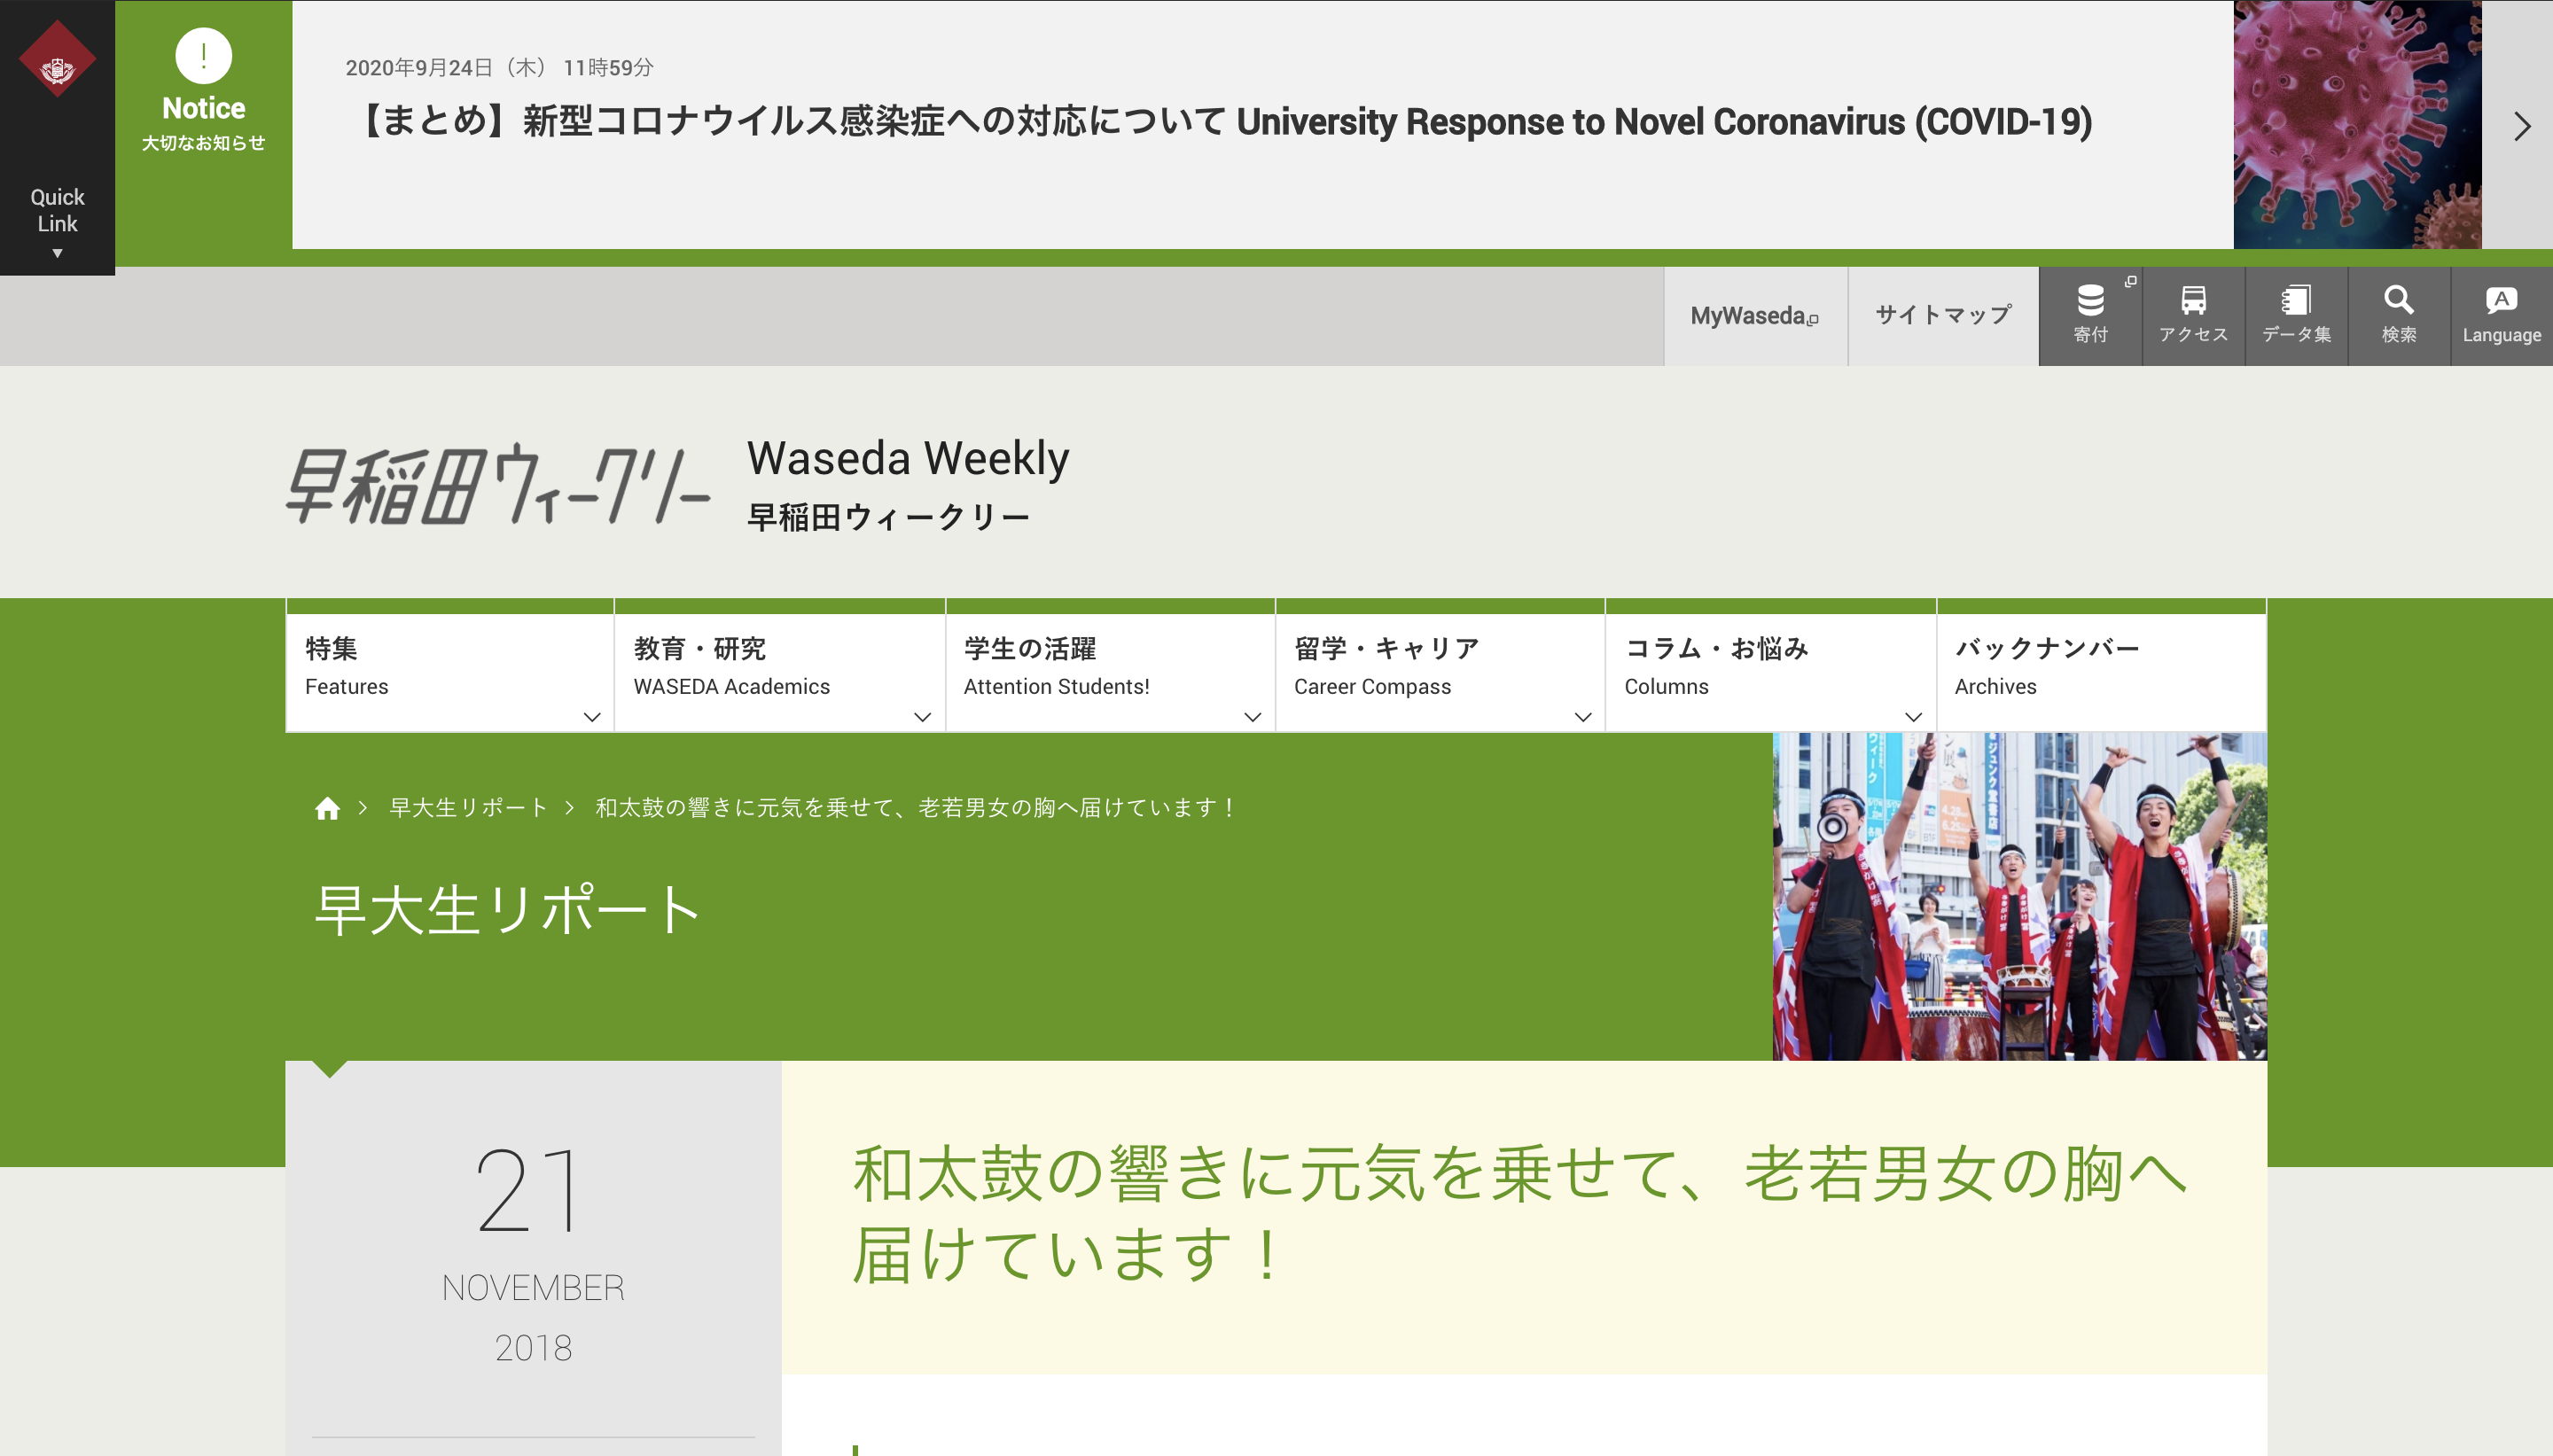 Notice
大切なお知らせ
Quick
Link
2020年9月24日（木） 11時59分
【まとめ】新型コロナウイルス感染症への対応について University Response to Novel Coronavirus (COVID-19)
MyWaseda
サイトマップ
寄付
アクセス
データ集
検索
Language
早稲田ウィークリー
Waseda Weekly
早稲田ウィークリー
特集
Features
教育・研究
WASEDA Academics
学生の活躍
Attention Students!
留学・キャリア
Career Compass
コラム・お悩み
Columns
バックナンバー
Archives
早大生リポート
和太鼓の響きに元気を乗せて、老若男女の胸へ届けています！
早大生リポート
21
NOVEMBER
2018
和太鼓の響きに元気を乗せて、老若男女の胸へ
届けています！